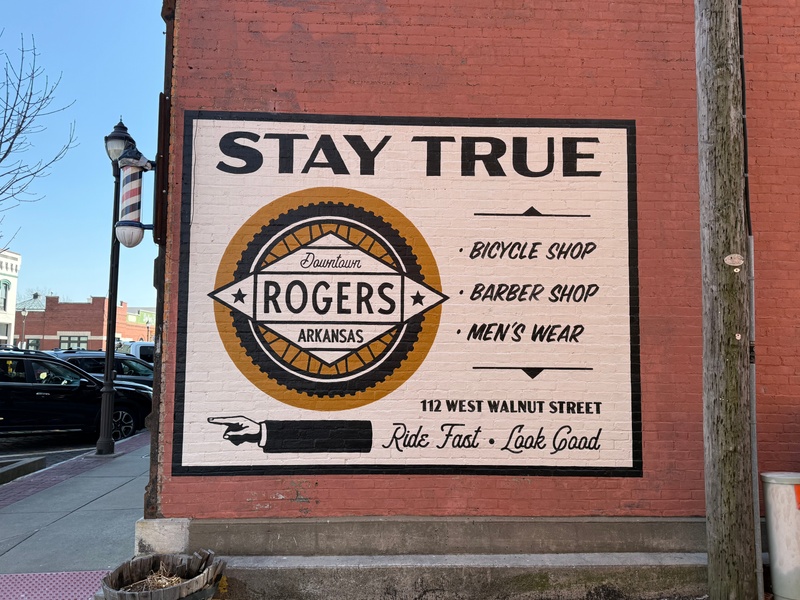 STAY TRUE
Downtown
ROGERS
ARKANSAS
• BICYCLE SHOP
• BARBER SHOP
• MEN'S WEAR
112 WEST WALNUT STREET
Ride Fast • Look Good